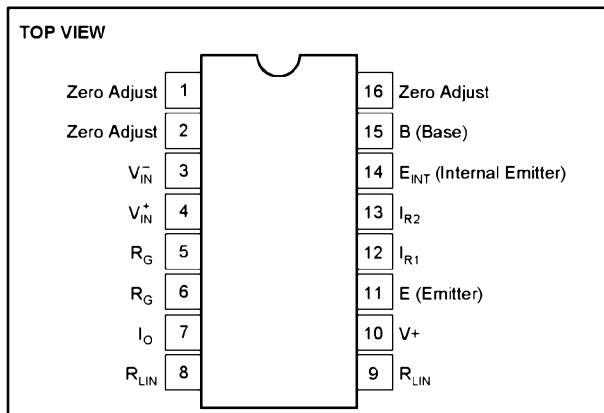 TOP VIEW
Zero Adjust 1 16 Zero Adjust
Zero Adjust 2 15 B (Base)
V⁻IN 3 14 EINT (Internal Emitter)
V⁺IN 4 13 IR2
RG 5 12 IR1
RG 6 11 E (Emitter)
IO 7 10 V+
RLIN 8 9 RLIN